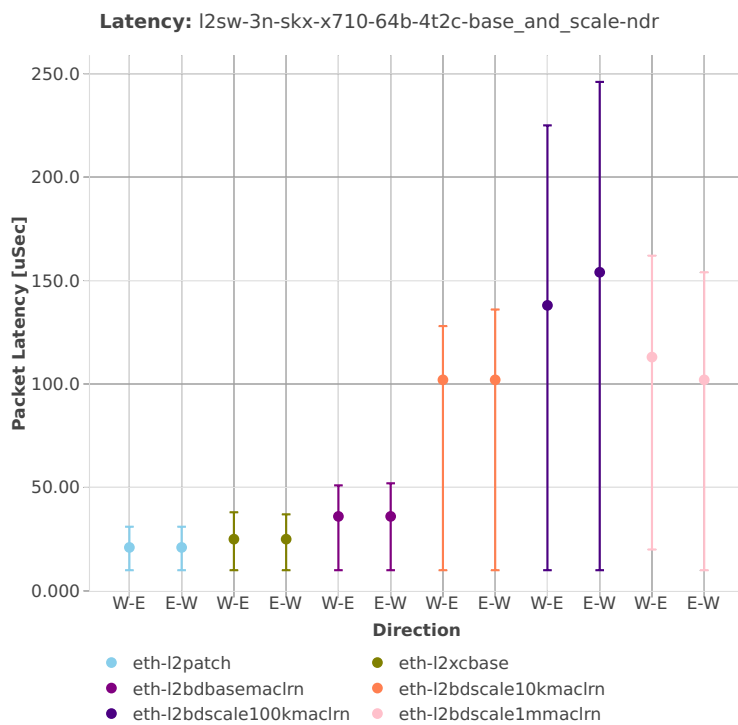 Latency: l2sw-3n-skx-x710-64b-4t2c-base_and_scale-ndr
Packet Latency [uSec]
250.0
200.0
150.0
100.0
50.00
0.000
W-E E-W W-E E-W W-E E-W W-E E-W W-E E-W W-E E-W
Direction
eth-l2patch eth-l2xcbase
eth-l2bdbasemaclrn eth-l2bdscale10kmaclrn
eth-l2bdscale100kmaclrn eth-l2bdscale1mmaclrn